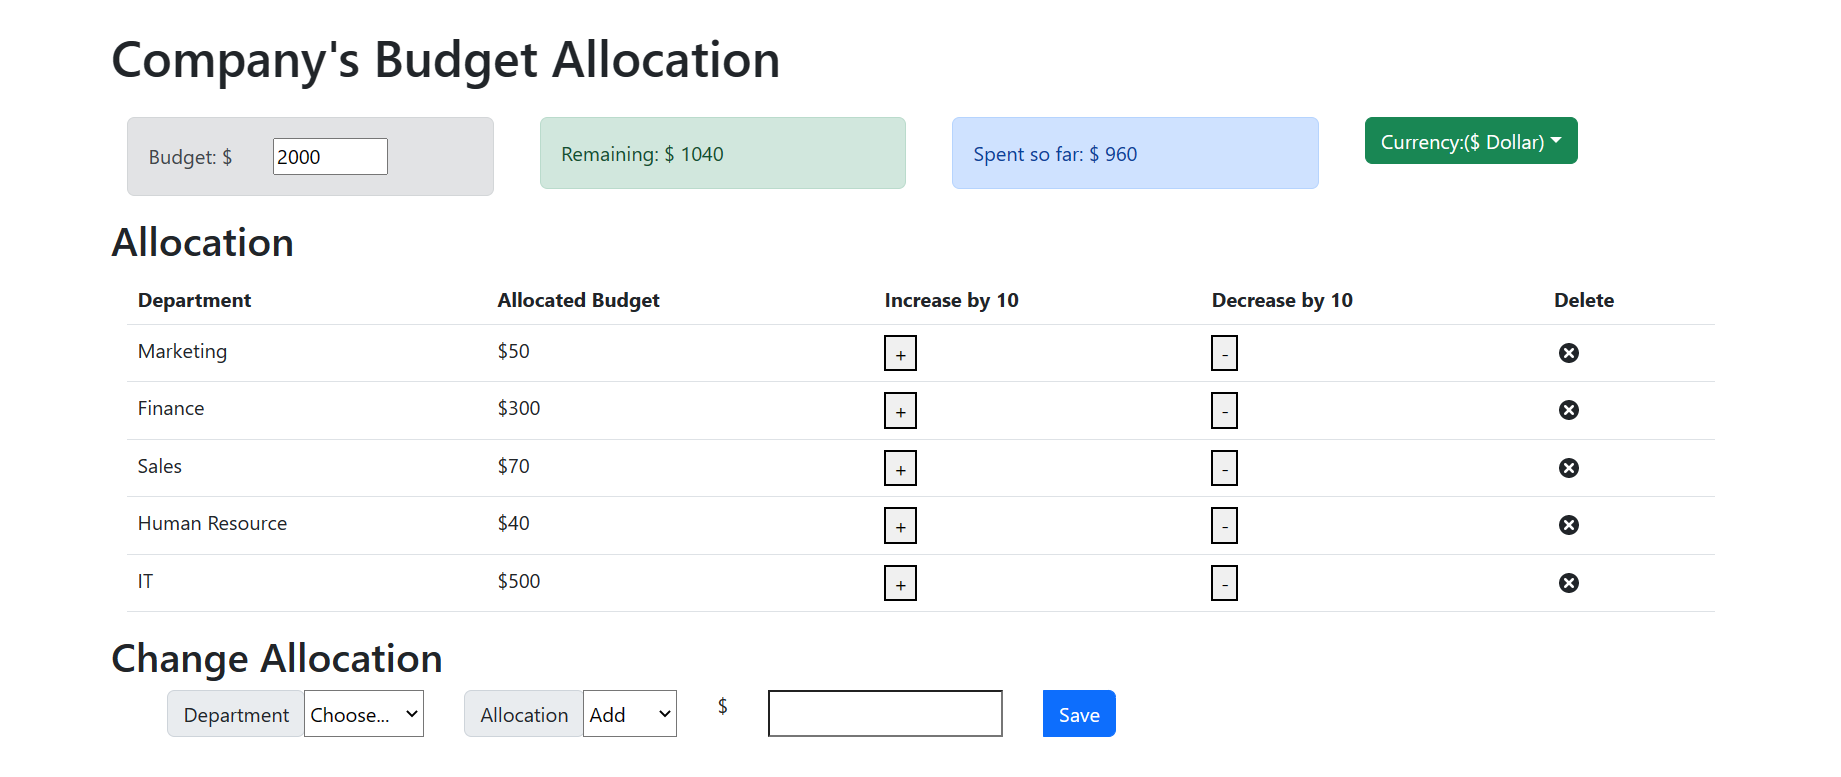 Company's Budget Allocation
Budget: $ 2000 Remaining: $ 1040 Spent so far: $ 960 Currency:($ Dollar)
Allocation
Department Allocated Budget Increase by 10 Decrease by 10 Delete
Marketing $50 + -
Finance $300 + -
Sales $70 + -
Human Resource $40 + -
IT $500 + -
Change Allocation
Department Choose... Allocation Add $ Save